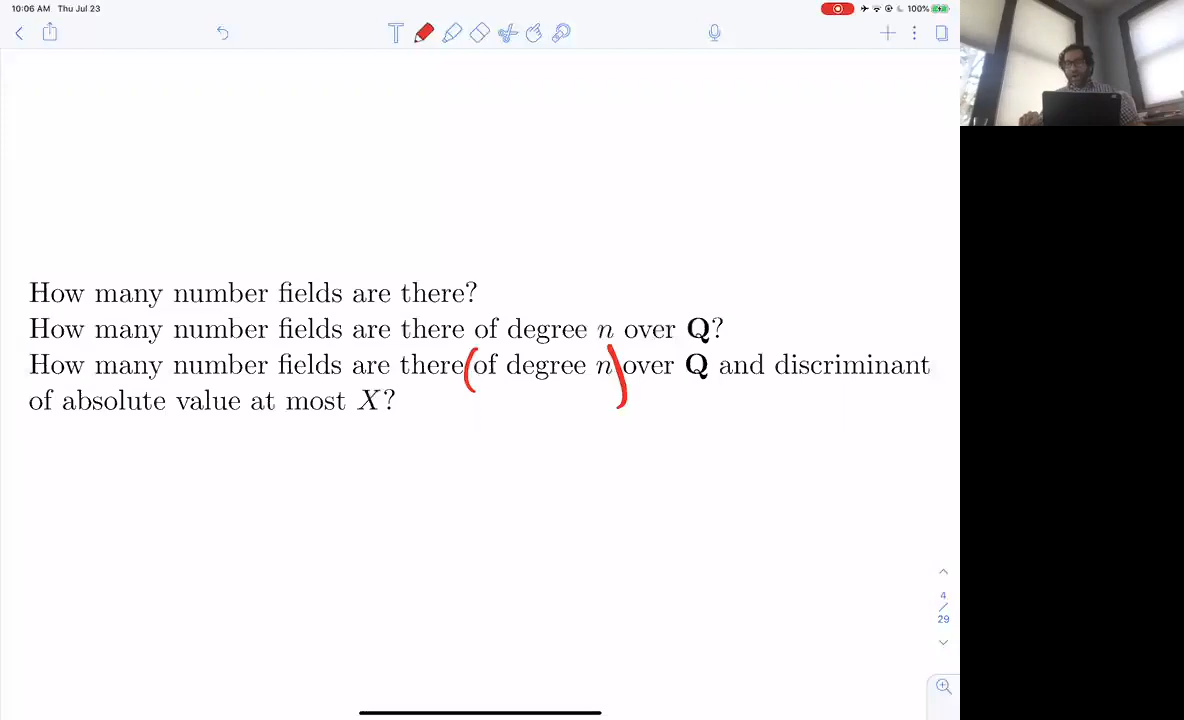 10:06 AM Thu Jul 23
100%
T
How many number fields are there?
How many number fields are there of degree n over Q?
How many number fields are there (of degree n) over Q and discriminant
of absolute value at most X?
4
/
29